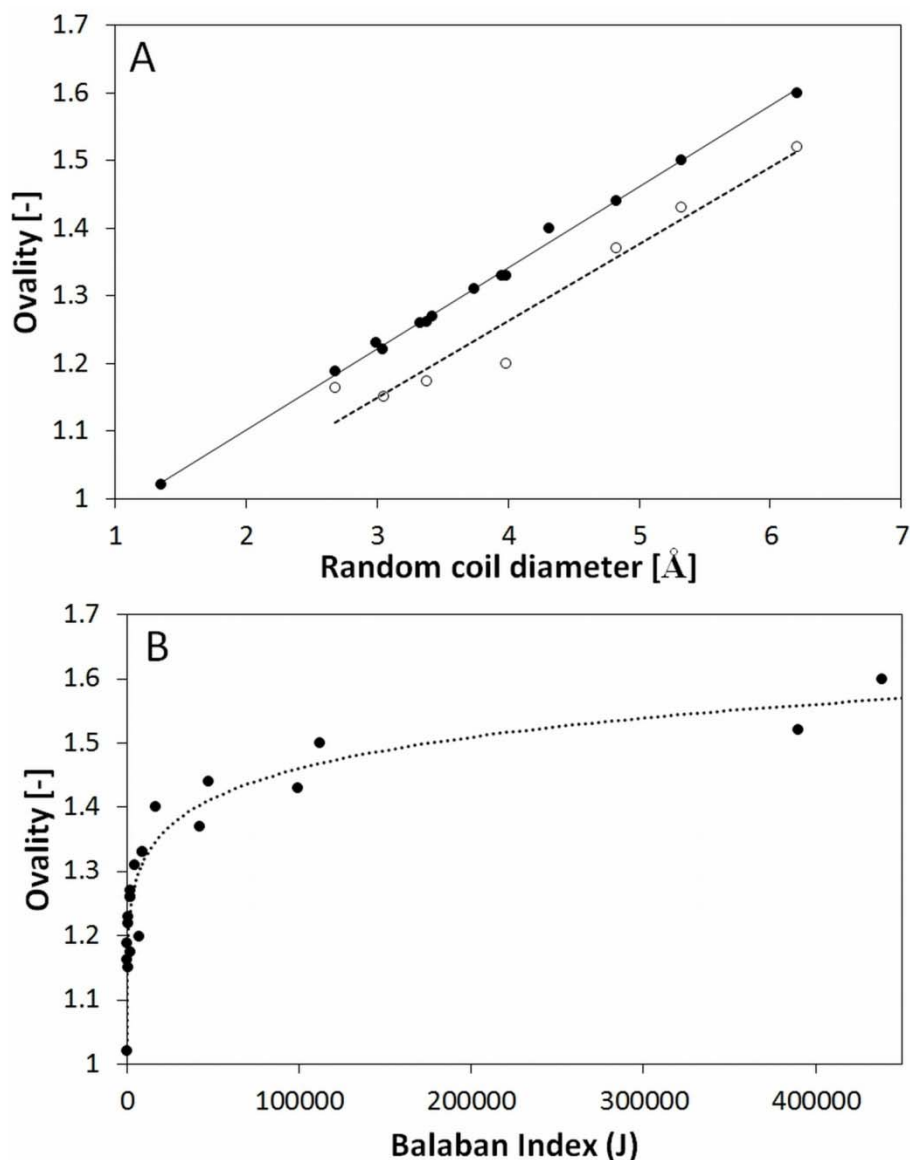 A
1.7
1.6
1.5
1.4
1.3
1.2
1.1
1
1 2 3 4 5 6 7
Ovality [-]
Random coil diameter [Å]
B
1.7
1.6
1.5
1.4
1.3
1.2
1.1
1
0 100000 200000 300000 400000
Ovality [-]
Balaban Index (J)